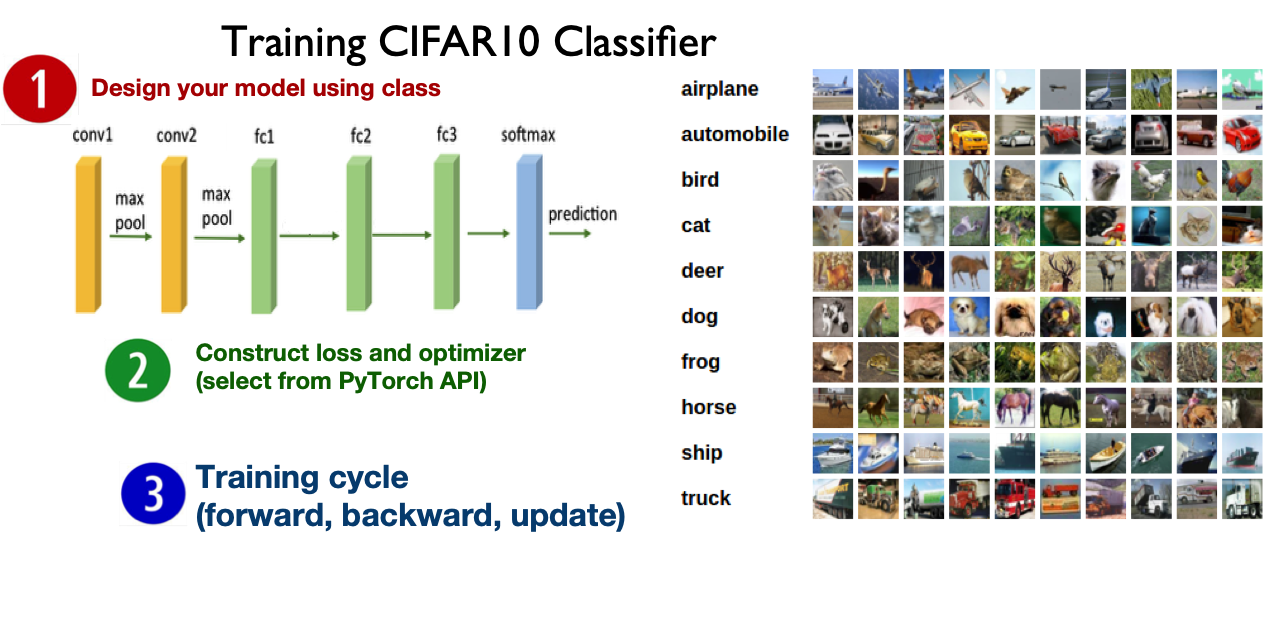 Training CIFAR10 Classifier
1 Design your model using class
conv1 conv2 fc1 fc2 fc3 softmax
max
pool
max
pool
prediction
2 Construct loss and optimizer
(select from PyTorch API)
3 Training cycle
(forward, backward, update)
airplane
automobile
bird
cat
deer
dog
frog
horse
ship
truck